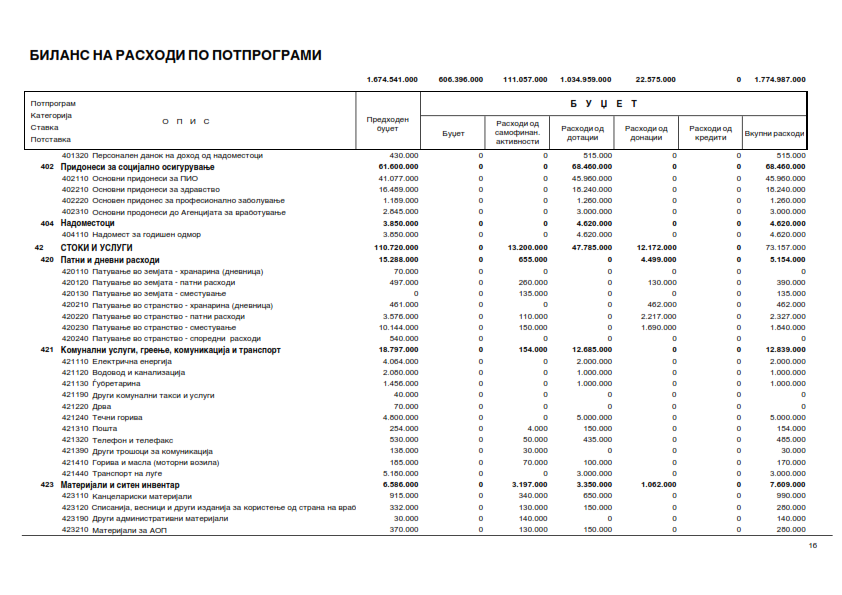 БИЛАНС НА РАСХОДИ ПО ПОТПРОГРАМИ
1.674.541.000 606.396.000 111.057.000 1.034.959.000 22.575.000 0 1.774.987.000
Потпрограм
Категорија
Ставка
Потставка
О П И С
Предходен буџет
Б У Џ Е Т
Буџет
Расходи од самофинан. активности
Расходи од дотации
Расходи од донации
Расходи од кредити
Вкупни расходи
401320 Персонален данок на доход од надоместоци 430.000 0 0 515.000 0 0 515.000
402 Придонеси за социјално осигурување 61.600.000 0 0 68.460.000 0 0 68.460.000
402110 Основни придонеси за ПИО 41.077.000 0 0 45.960.000 0 0 45.960.000
402210 Основни придонеси за здравство 16.489.000 0 0 18.240.000 0 0 18.240.000
402220 Основен придонес за професионално заболување 1.189.000 0 0 1.260.000 0 0 1.260.000
402310 Основни продонеси до Агенцијата за вработување 2.845.000 0 0 3.000.000 0 0 3.000.000
404 Надоместоци 3.850.000 0 0 4.620.000 0 0 4.620.000
404110 Надомест за годишен одмор 3.850.000 0 0 4.620.000 0 0 4.620.000
42 СТОКИ И УСЛУГИ 110.720.000 0 13.200.000 47.785.000 12.172.000 0 73.157.000
420 Патни и дневни расходи 15.288.000 0 655.000 0 4.499.000 0 5.154.000
420110 Патување во земјата - хранарина (дневница) 70.000 0 0 0 0 0 0
420120 Патување во земјата - патни расходи 497.000 0 260.000 0 130.000 0 390.000
420130 Патување во земјата - сместување 0 0 135.000 0 0 0 135.000
420210 Патување во странство - хранарина (дневница) 461.000 0 0 0 462.000 0 462.000
420220 Патување во странство - патни расходи 3.576.000 0 110.000 0 2.217.000 0 2.327.000
420230 Патување во странство - сместување 10.144.000 0 150.000 0 1.690.000 0 1.840.000
420240 Патување во странство - споредни расходи 540.000 0 0 0 0 0 0
421 Комунални услуги, греење, комуникација и транспорт 18.797.000 0 154.000 12.685.000 0 0 12.839.000
421110 Електрична енергија 4.064.000 0 0 2.000.000 0 0 2.000.000
421120 Водовод и канализација 2.080.000 0 0 1.000.000 0 0 1.000.000
421130 Ѓубретарина 1.456.000 0 0 1.000.000 0 0 1.000.000
421190 Други комунални такси и услуги 40.000 0 0 0 0 0 0
421220 Дрва 70.000 0 0 0 0 0 0
421240 Течни горива 4.800.000 0 0 5.000.000 0 0 5.000.000
421310 Пошта 254.000 0 4.000 150.000 0 0 154.000
421320 Телефон и телефакс 530.000 0 50.000 435.000 0 0 485.000
421390 Други трошоци за комуникација 138.000 0 30.000 0 0 0 30.000
421410 Горива и масла (моторни возила) 185.000 0 70.000 100.000 0 0 170.000
421440 Транспорт на луѓе 5.180.000 0 0 3.000.000 0 0 3.000.000
423 Материјали и ситен инвентар 6.586.000 0 3.197.000 3.350.000 1.062.000 0 7.609.000
423110 Канцелариски материјали 915.000 0 340.000 650.000 0 0 990.000
423120 Списанија, весници и други изданија за користење од страна на враб 332.000 0 130.000 150.000 0 0 280.000
423190 Други административни материјали 30.000 0 140.000 0 0 0 140.000
423210 Материјали за АОП 370.000 0 130.000 150.000 0 0 280.000
16